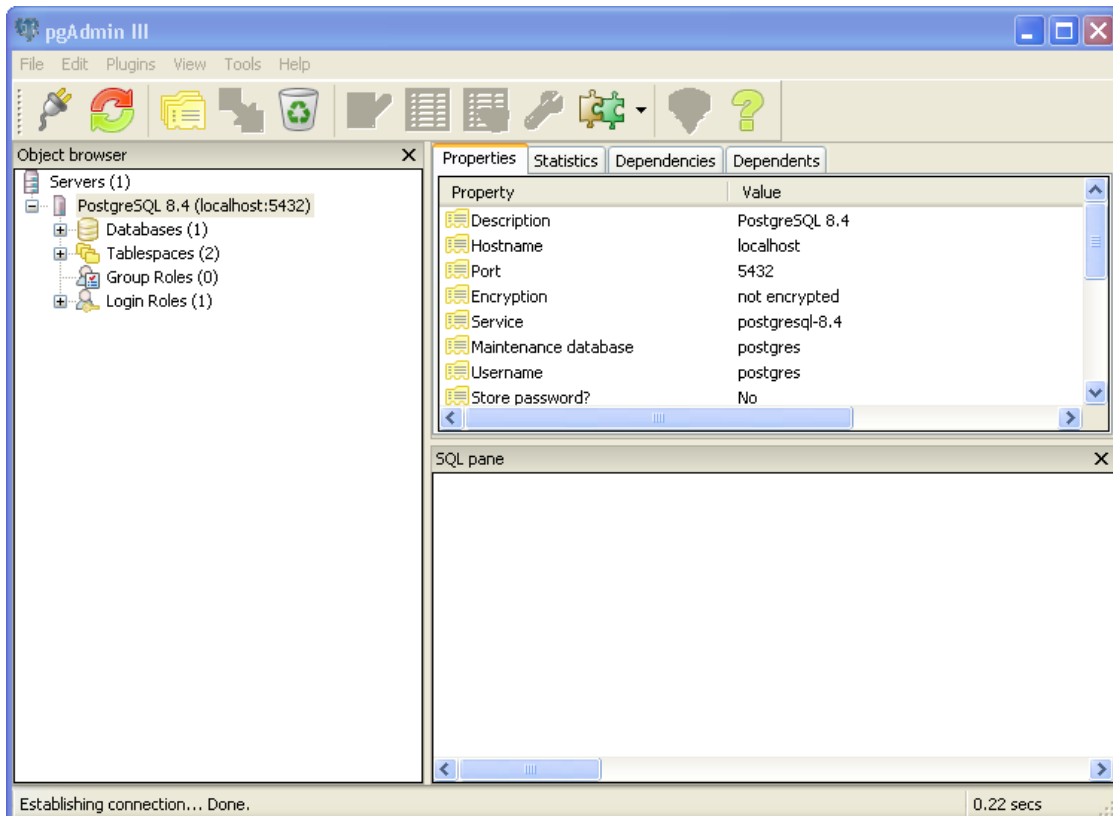 pgAdmin III
File Edit Plugins View Tools Help
Object browser
Servers (1)
PostgreSQL 8.4 (localhost:5432)
Databases (1)
Tablespaces (2)
Group Roles (0)
Login Roles (1)
Properties Statistics Dependencies Dependents
Property Value
Description PostgreSQL 8.4
Hostname localhost
Port 5432
Encryption not encrypted
Service postgresql-8.4
Maintenance database postgres
Username postgres
Store password? No
SQL pane
Establishing connection... Done. 0.22 secs